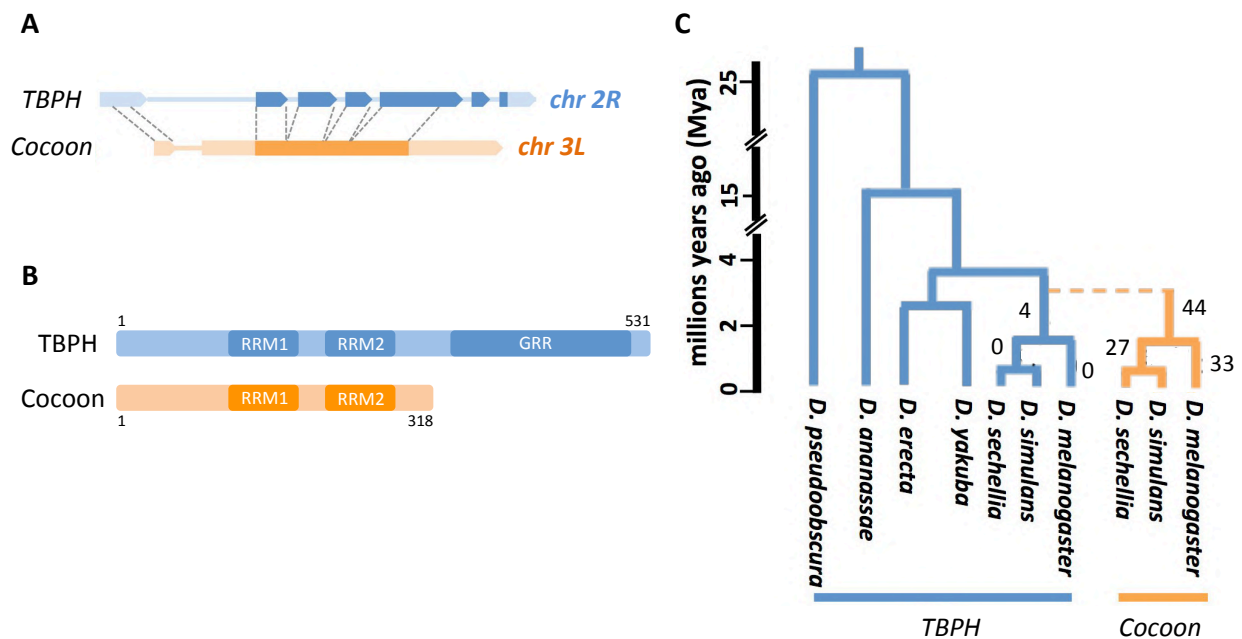 A
TBPH
chr 2R
Cocoon
chr 3L
B
1
531
TBPH
RRM1
RRM2
GRR
Cocoon
RRM1
RRM2
1
318
C
millions years ago (Mya)
25
15
4
2
0
4
44
0
0
27
33
D. pseudoobscura
D. ananassae
D. erecta
D. yakuba
D. sechellia
D. simulans
D. melanogaster
D. sechellia
D. simulans
D. melanogaster
TBPH
Cocoon